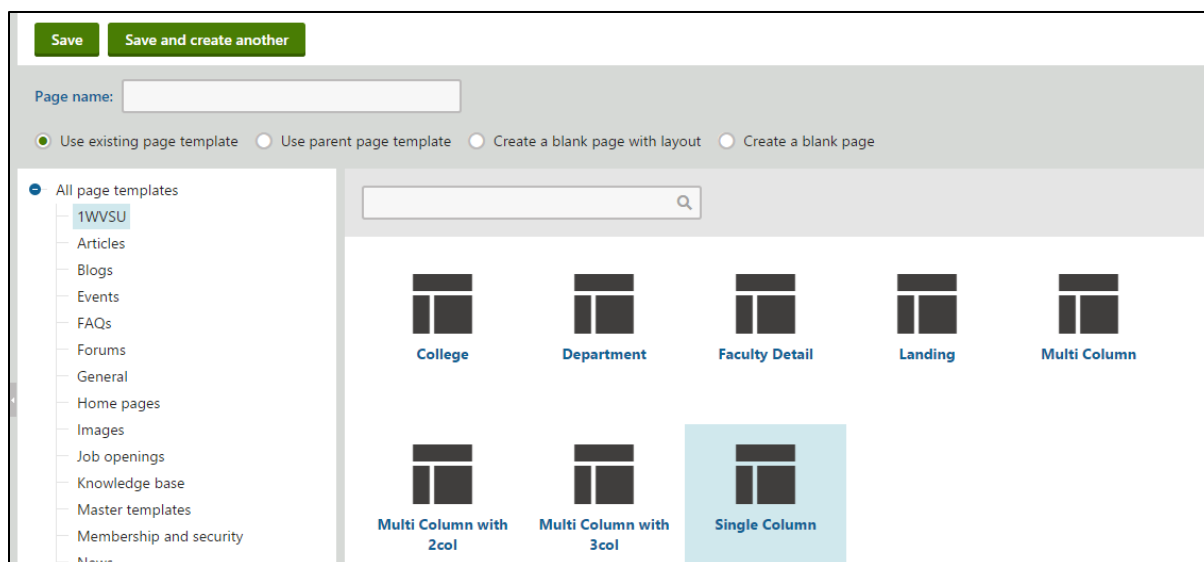 Save Save and create another
Page name:
Use existing page template Use parent page template Create a blank page with layout Create a blank page
All page templates
1WVSU
Articles
Blogs
Events
FAQs
Forums
General
Home pages
Images
Job openings
Knowledge base
Master templates
Membership and security
News
College Department Faculty Detail Landing Multi Column
Multi Column with 2col
Multi Column with 3col
Single Column